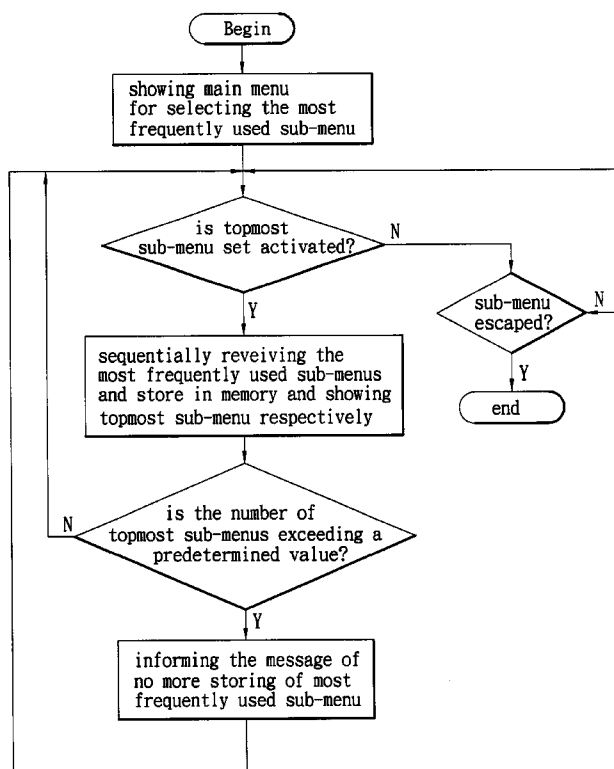 Begin
showing main menu
for selecting the most
frequently used sub-menu
is topmost
sub-menu set activated?
N
Y
sub-menu
escaped?
N
Y
end
sequentially reveiving the
most frequently used sub-menus
and store in memory and showing
topmost sub-menu respectively
is the number of
topmost sub-menus exceeding a
predetermined value?
N
Y
informing the message of
no more storing of most
frequently used sub-menu